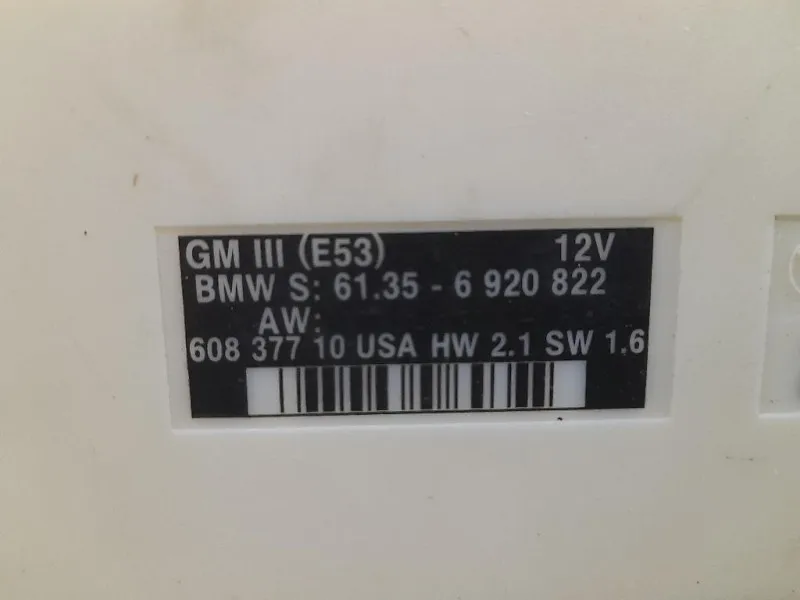 GM III (E53) 12V
BMW S: 61.35 - 6 920 822
AW:
608 377 10 USA HW 2.1 SW 1.6